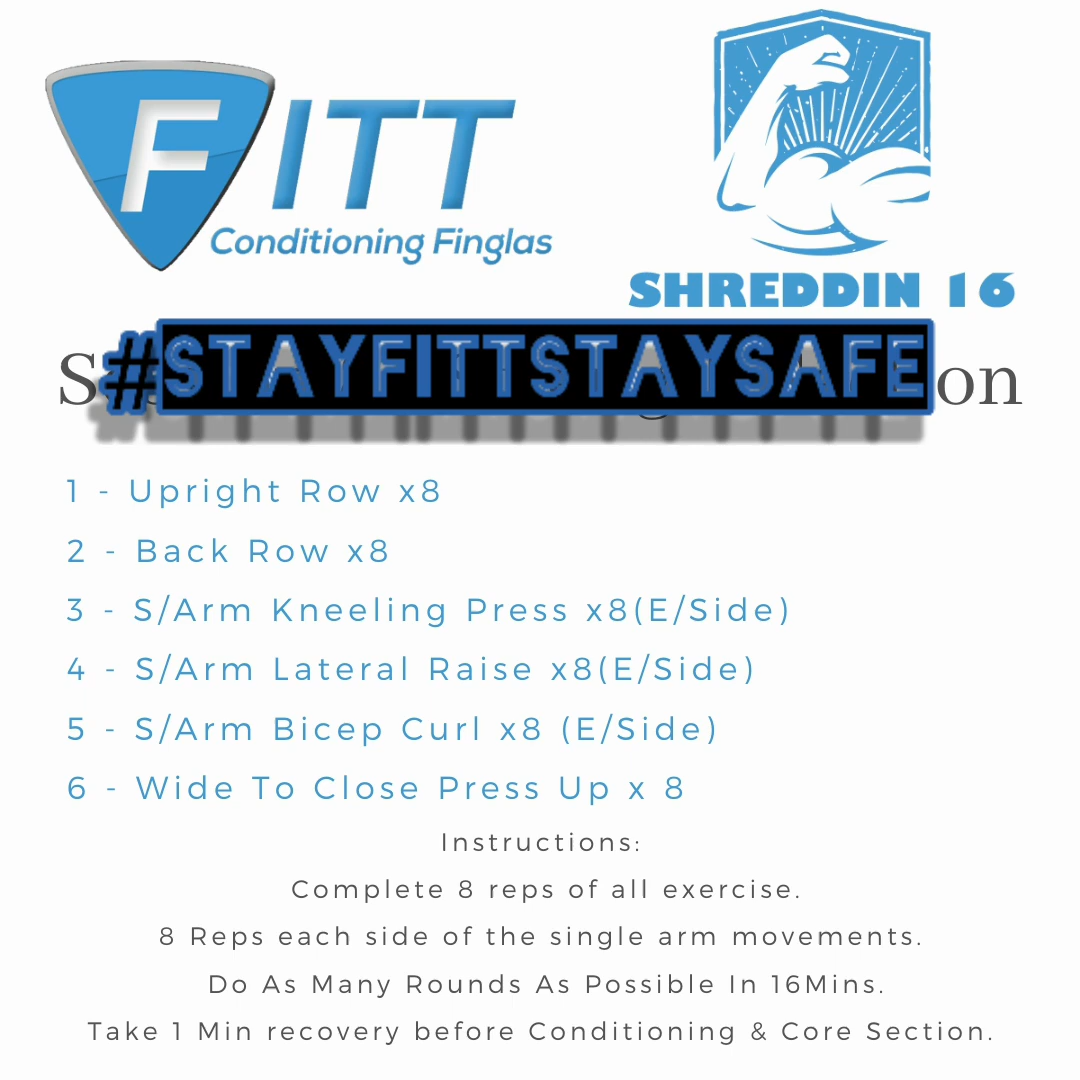 FITT
Conditioning Finglas
SHREDDIN 16
#STAYFITTSTAYSAFE
1 - Upright Row x8
2 - Back Row x8
3 - S/Arm Kneeling Press x8(E/Side)
4 - S/Arm Lateral Raise x8(E/Side)
5 - S/Arm Bicep Curl x8 (E/Side)
6 - Wide To Close Press Up x 8
Instructions:
Complete 8 reps of all exercise.
8 Reps each side of the single arm movements.
Do As Many Rounds As Possible In 16Mins.
Take 1 Min recovery before Conditioning & Core Section.